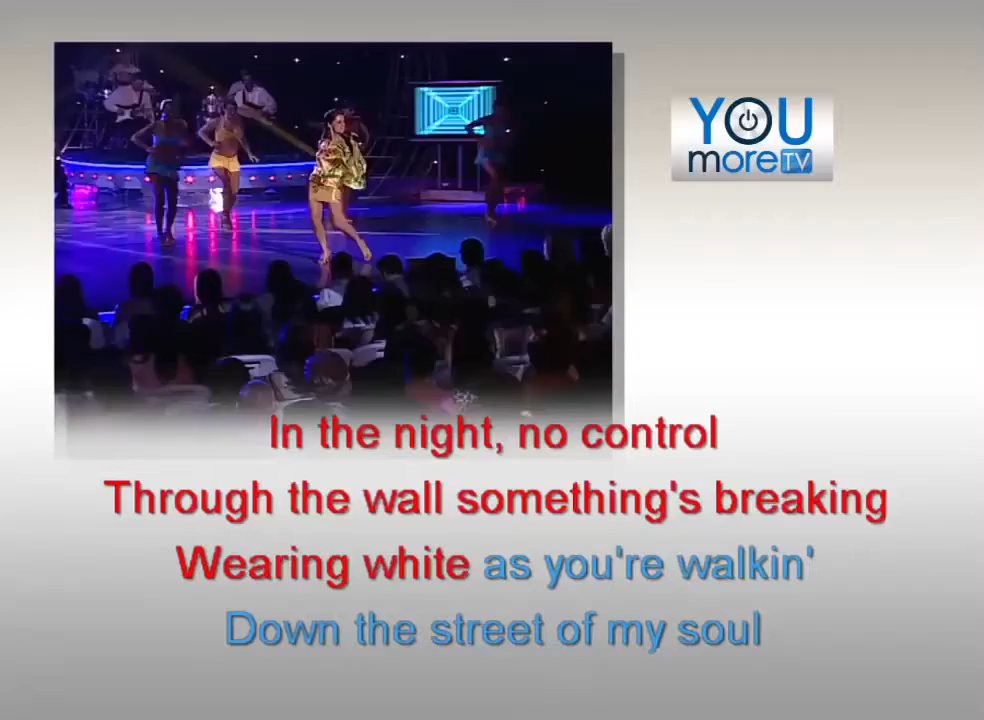 YOU
moreTV
In the night, no control
Through the wall something's breaking
Wearing white as you're walkin'
Down the street of my soul